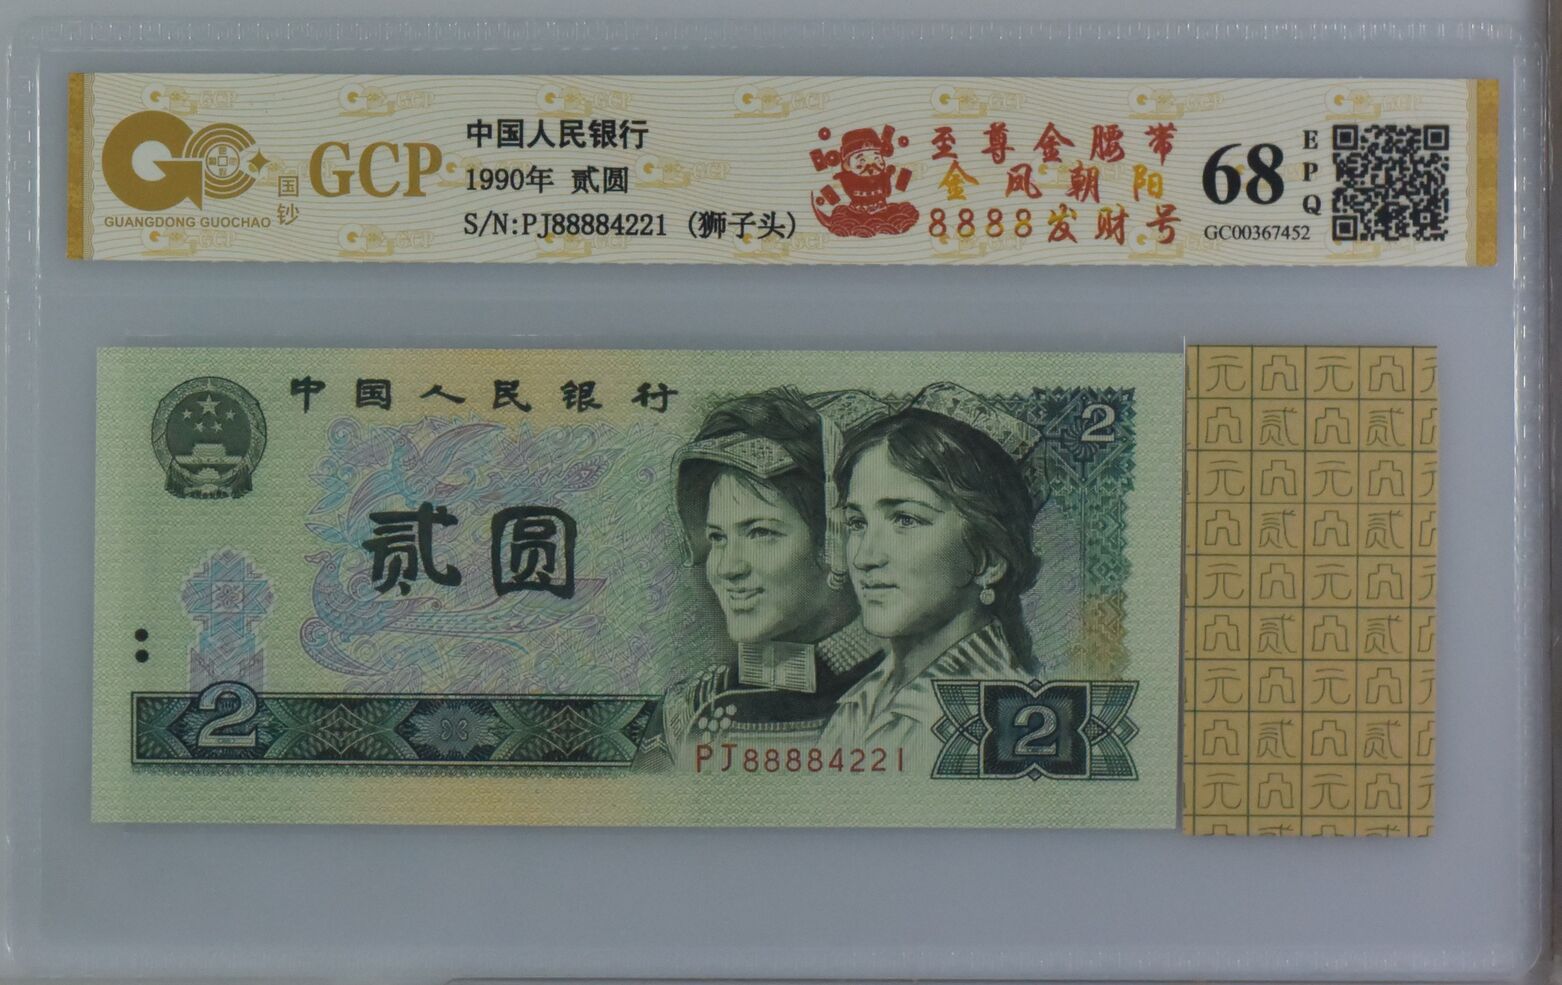 GCP
GUANGDONG GUOCHAO
国钞
中国人民银行
1990年 贰圆
S/N:PJ88884221 (狮子头)
至尊金腰带
金凤朝阳
8888发财号
68
EPQ
GC00367452
中国人民银行
贰圆
2
2
2
PJ88884221